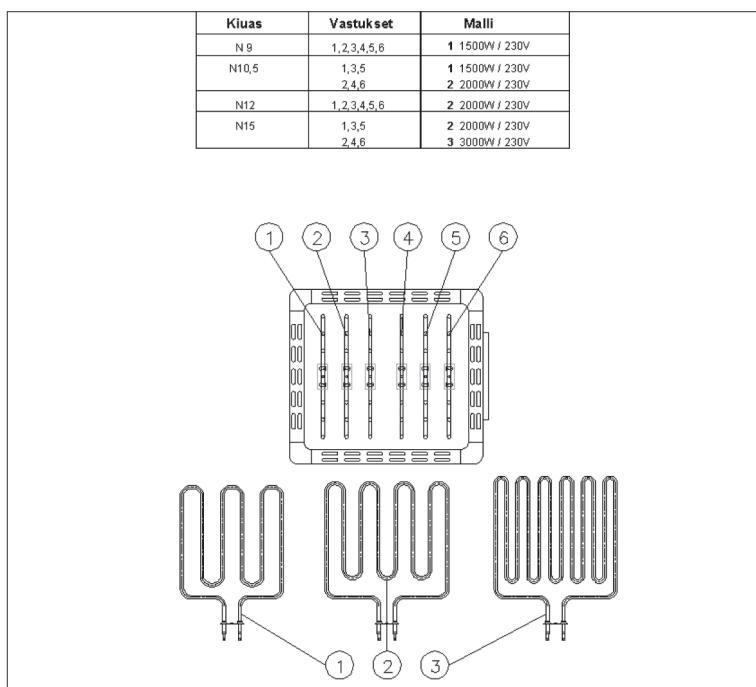 Kiuas Vastukset Malli
N 9 1,2,3,4,5,6 1 1500W / 230V
N10,5 1,3,5 1 1500W / 230V
2,4,6 2 2000W / 230V
N12 1,2,3,4,5,6 2 2000W / 230V
N15 1,3,5 2 2000W / 230V
2,4,6 3 3000W / 230V
1 2 3 4 5 6
1 2 3